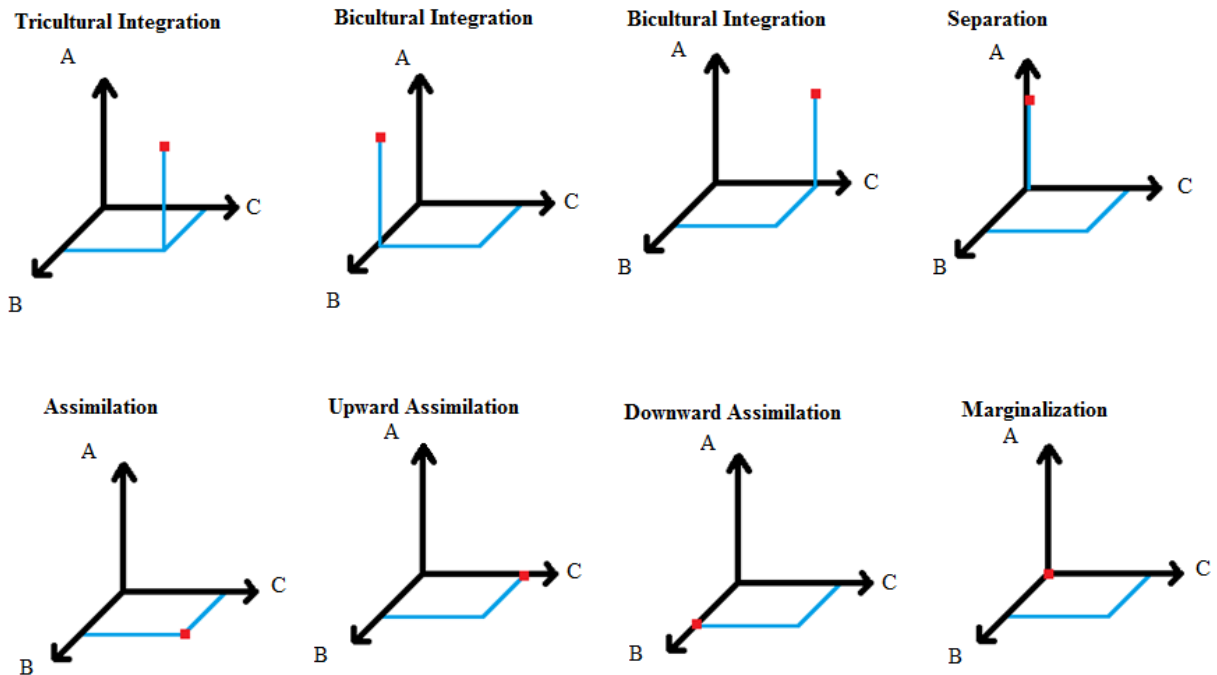 Tricultural Integration
A
C
B
Bicultural Integration
A
C
B
Bicultural Integration
A
C
B
Separation
A
C
B
Assimilation
A
C
B
Upward Assimilation
A
C
B
Downward Assimilation
A
C
B
Marginalization
A
C
B